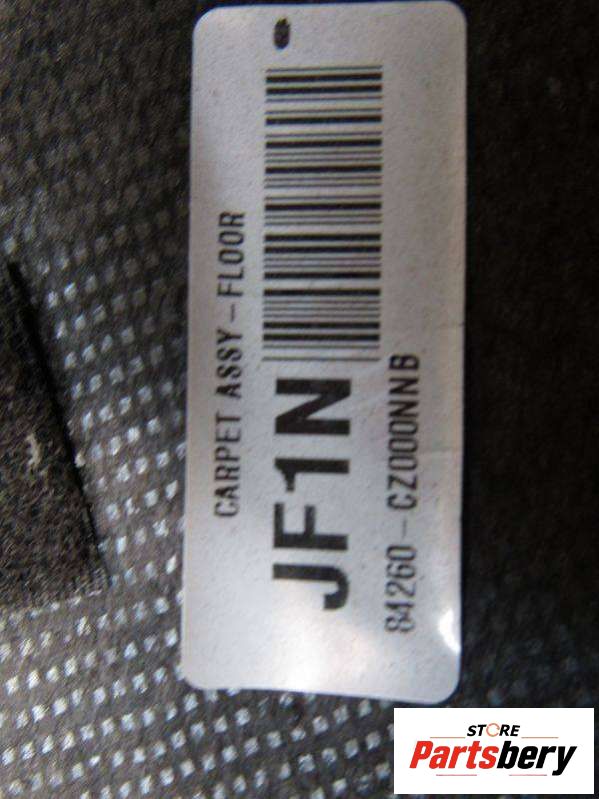 CARPET ASSY-FLOOR
JF1N
84260-CZ000NNB
STORE
Partsbery